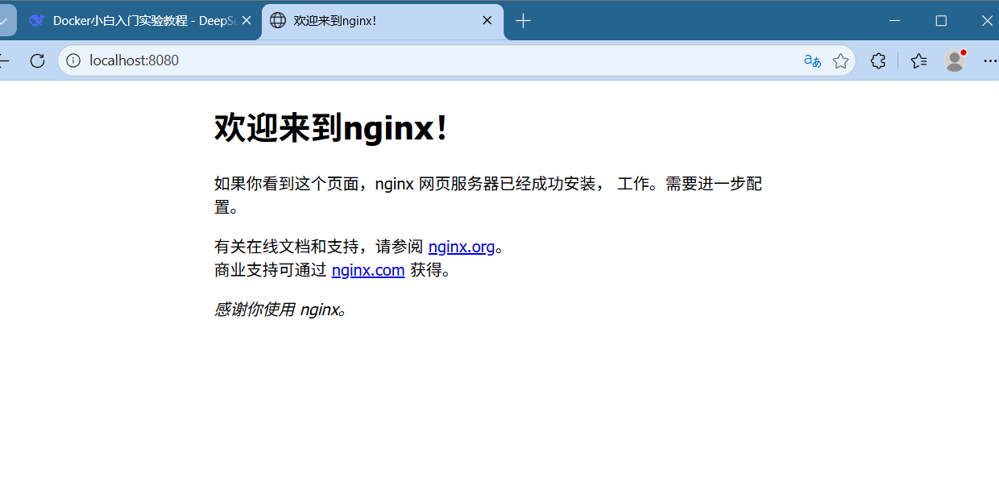 Docker小白入门实验教程 - DeepSe
欢迎来到nginx!
localhost:8080
欢迎来到nginx!
如果你看到这个页面，nginx 网页服务器已经成功安装， 工作。需要进一步配
置。
有关在线文档和支持，请参阅 nginx.org。
商业支持可通过 nginx.com 获得。
感谢你使用 nginx。